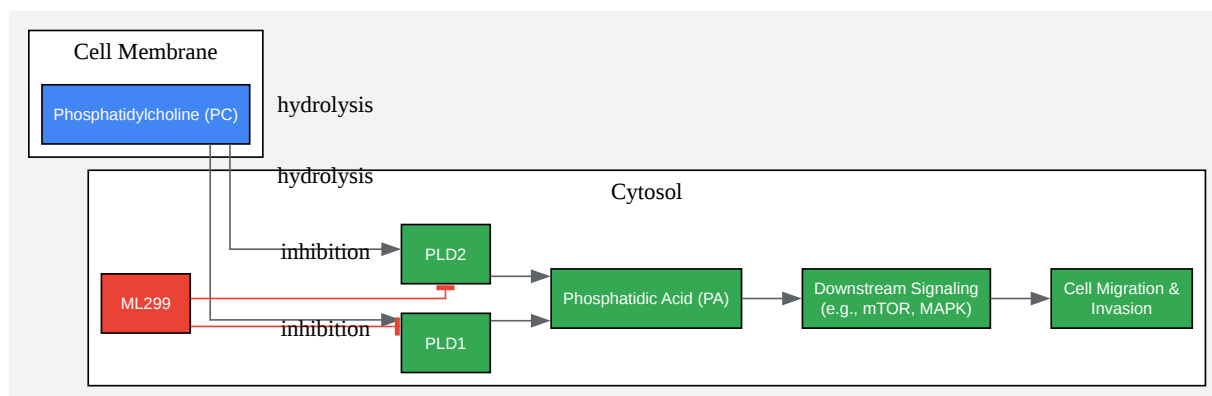 Cell Membrane
Phosphatidylcholine (PC)
hydrolysis
hydrolysis
Cytosol
inhibition
PLD2
ML299
Phosphatidic Acid (PA)
Downstream Signaling
(e.g., mTOR, MAPK)
Cell Migration &
Invasion
inhibition
PLD1